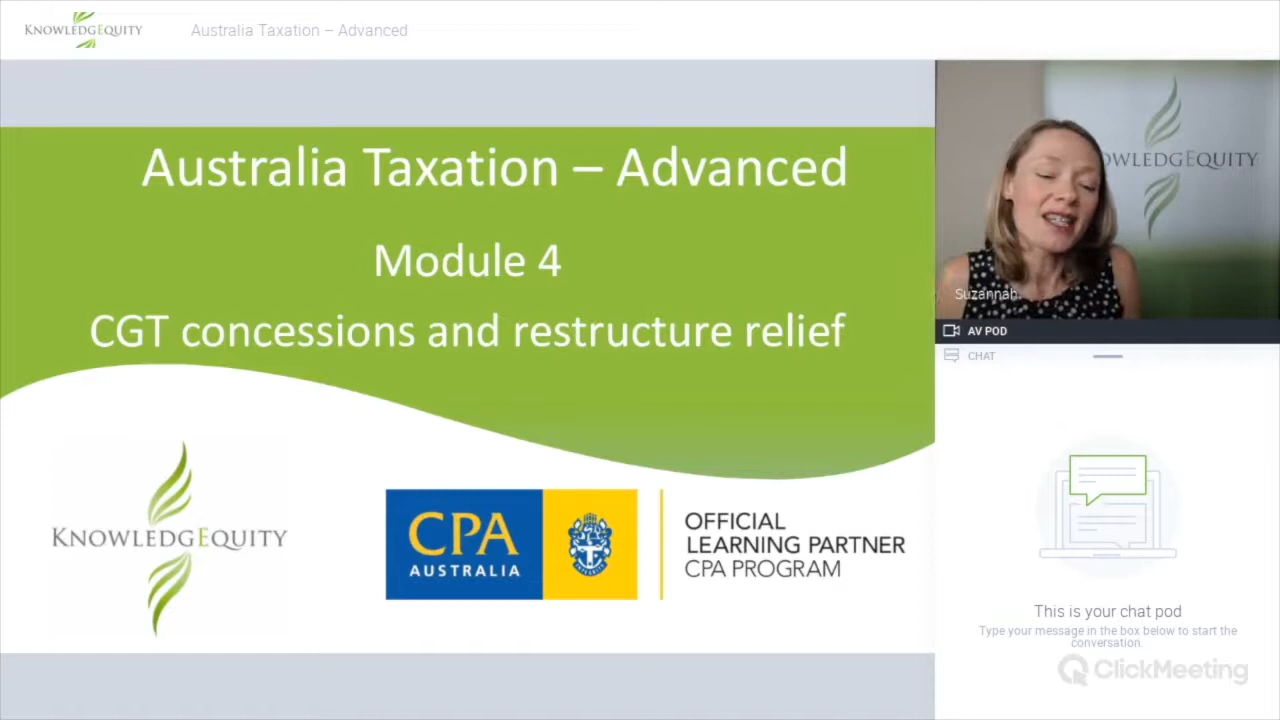 KNOWLEDGEQUITY
Australia Taxation – Advanced
Australia Taxation – Advanced
Module 4
CGT concessions and restructure relief
KNOWLEDGEQUITY
CPA
AUSTRALIA
OFFICIAL
LEARNING PARTNER
CPA PROGRAM
OWLEDGEQUITY
Suzannah
AV POD
CHAT
This is your chat pod
Type your message in the box below to start the
conversation.
ClickMeeting